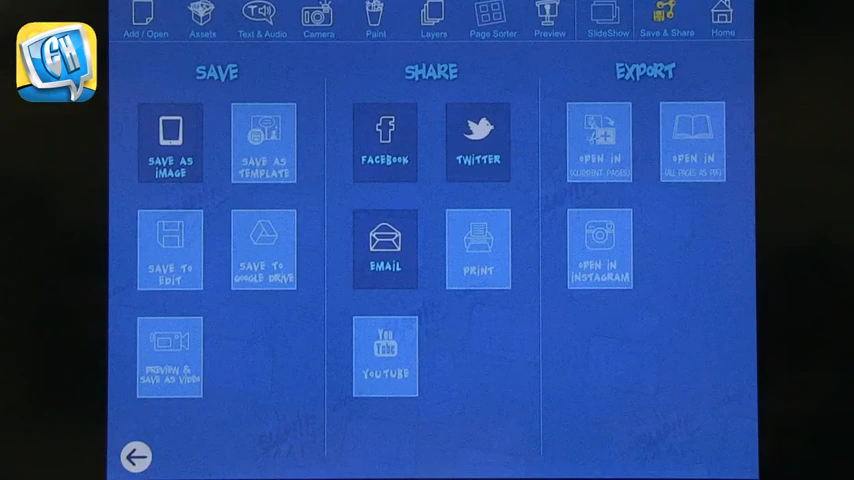 Add / Open
Assets
Text & Audio
Camera
Paint
Layers
Page Sorter
Preview
SlideShow
Save & Share
Home
EH
SAVE
SHARE
EXPORT
SAVE AS
IMAGE
SAVE AS
TEMPLATE
FACEBOOK
TWITTER
OPEN IN
(CURRENT PAGES)
OPEN IN
(ALL PAGES AS PDF)
SAVE TO
EDIT
SAVE TO
GOOGLE DRIVE
EMAIL
PRINT
OPEN IN
INSTAGRAM
PREVIEW &
SAVE AS VIDEO
You
Tube
YOUTUBE